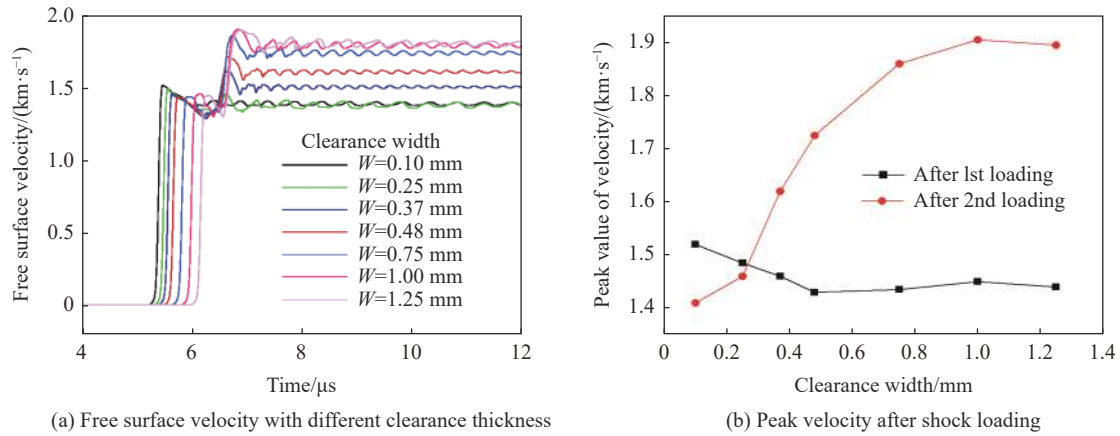 2.0
1.5
1.0
0.5
0
Free surface velocity/(km·s⁻¹)
Clearance width
W=0.10 mm
W=0.25 mm
W=0.37 mm
W=0.48 mm
W=0.75 mm
W=1.00 mm
W=1.25 mm
4 6 8 10 12
Time/μs
(a) Free surface velocity with different clearance thickness
1.9
1.8
1.7
1.6
1.5
1.4
Peak value of velocity/(km·s⁻¹)
After 1st loading
After 2nd loading
0 0.2 0.4 0.6 0.8 1.0 1.2 1.4
Clearance width/mm
(b) Peak velocity after shock loading